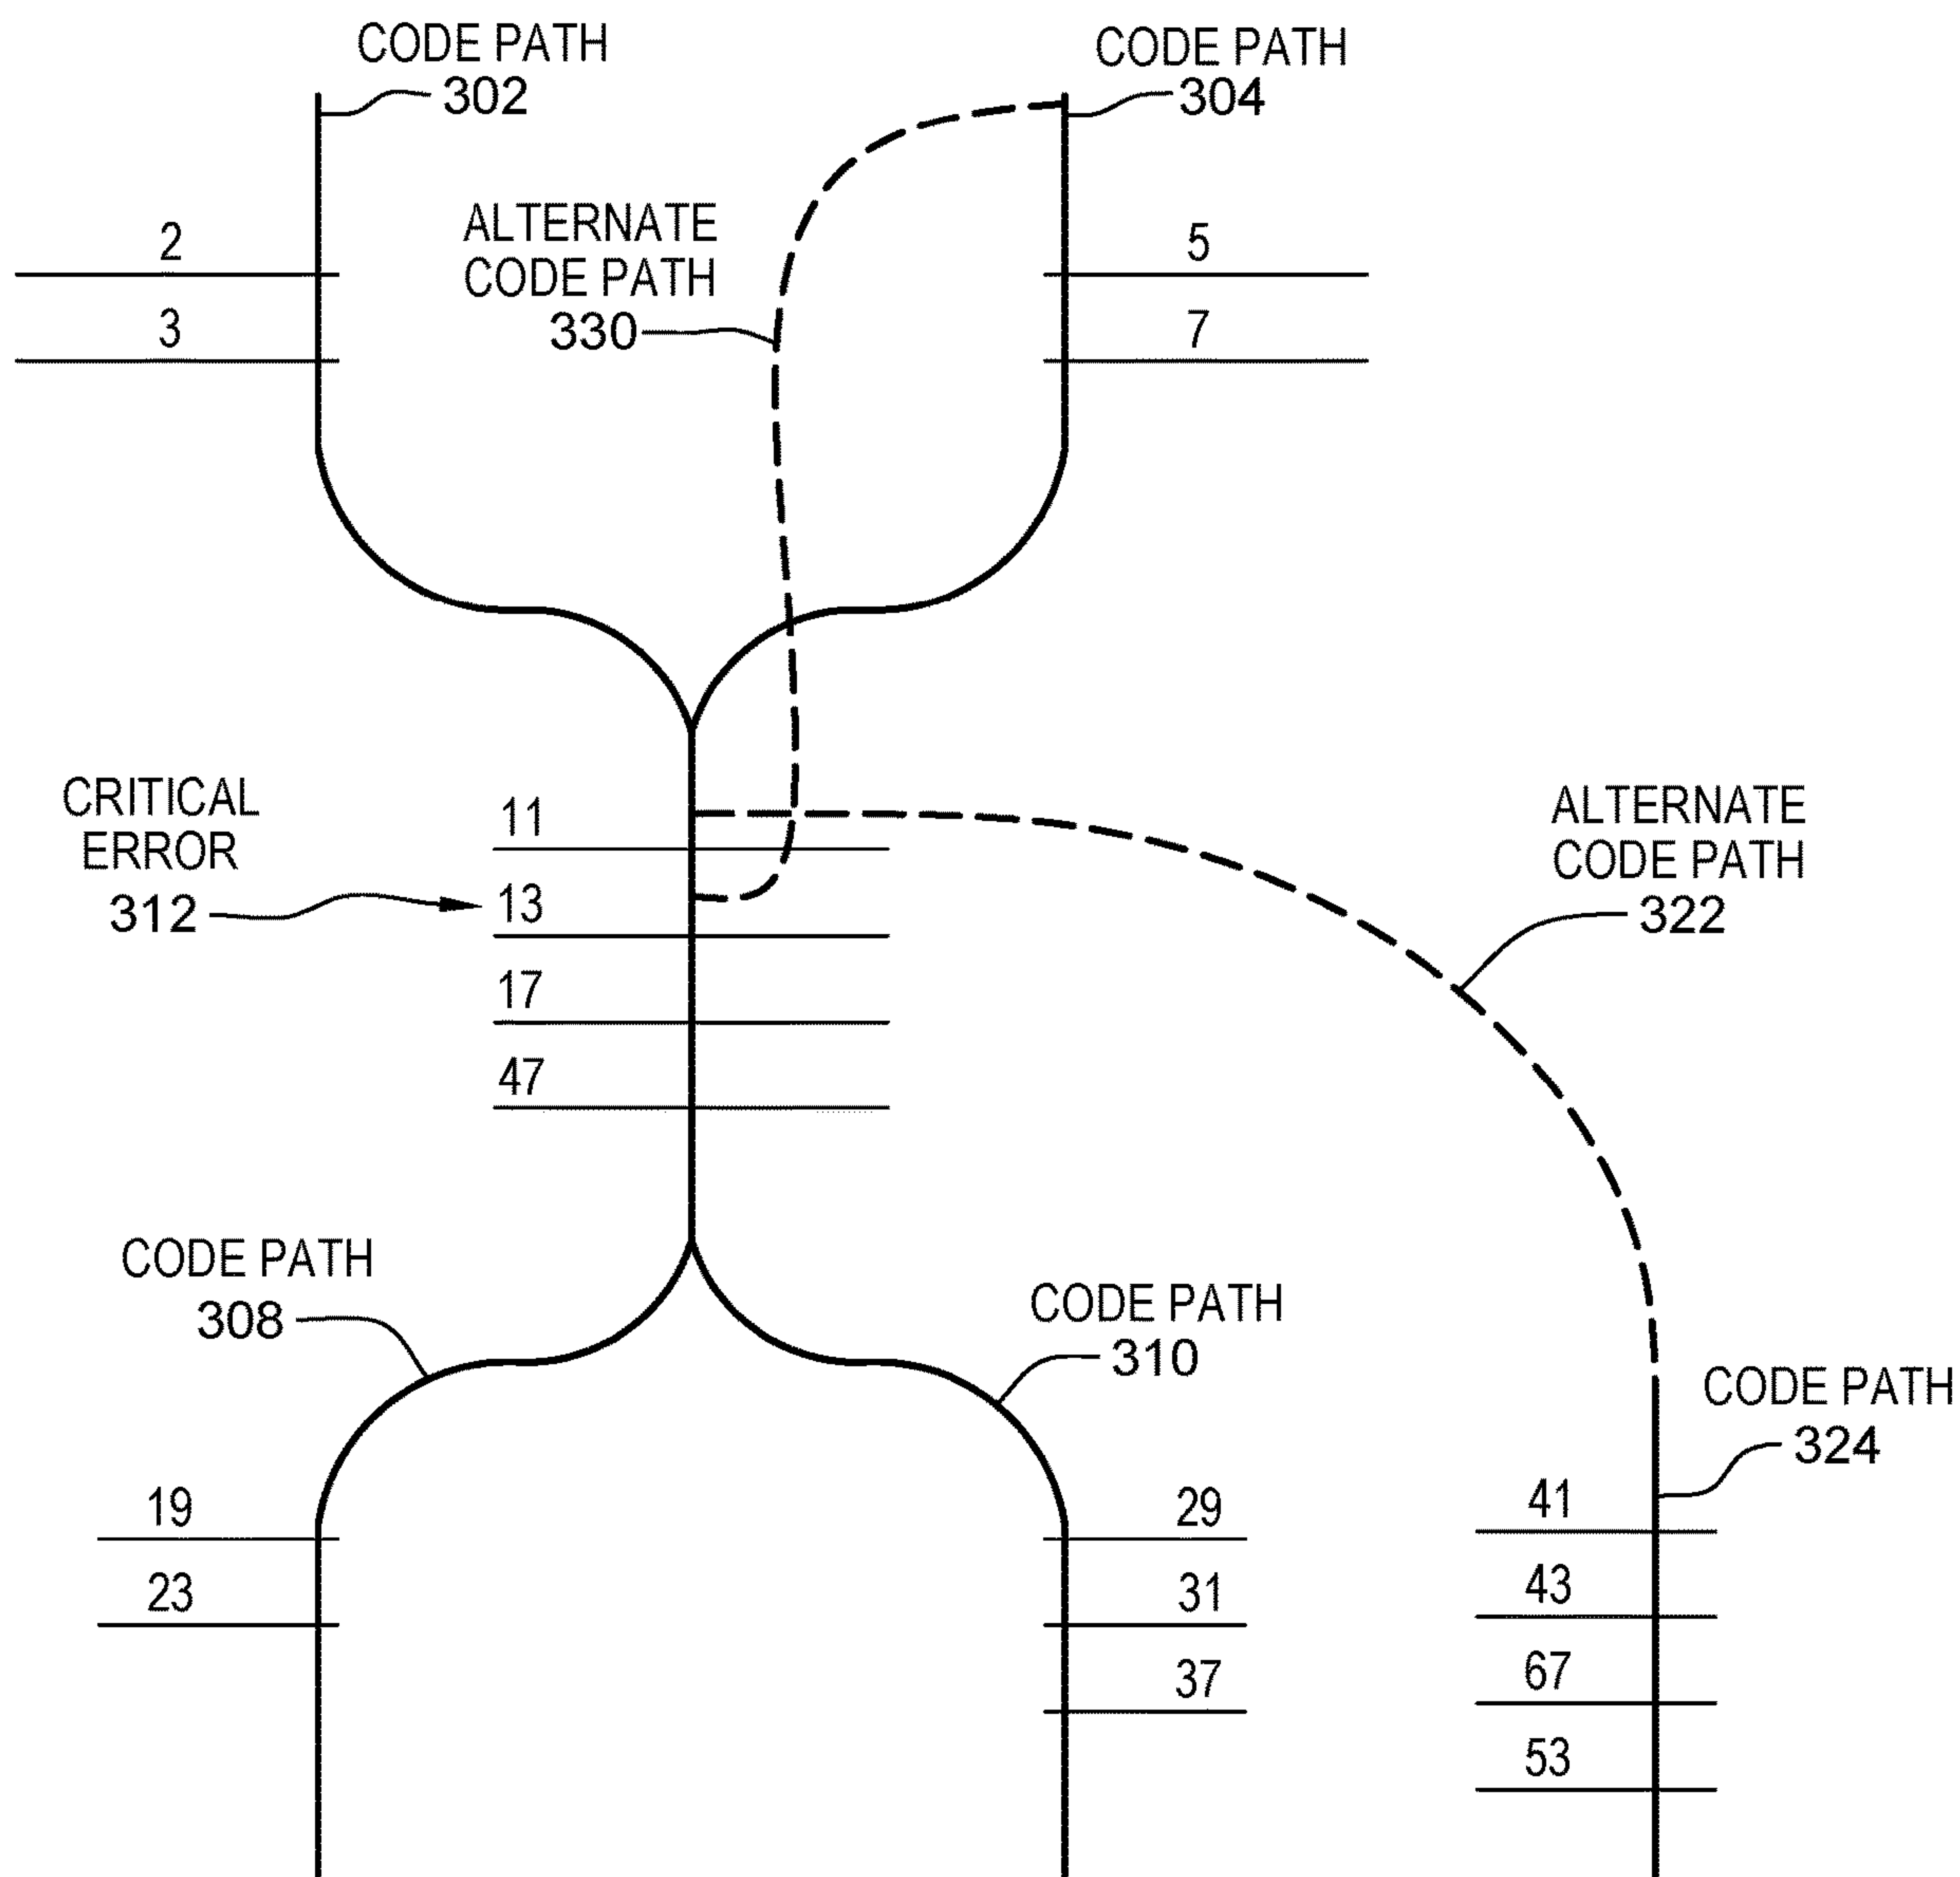 CODE PATH
302
CODE PATH
304
ALTERNATE
CODE PATH
330
2
3
5
7
CRITICAL
ERROR
312
11
13
17
47
ALTERNATE
CODE PATH
322
CODE PATH
308
CODE PATH
310
CODE PATH
324
19
23
29
31
37
41
43
67
53